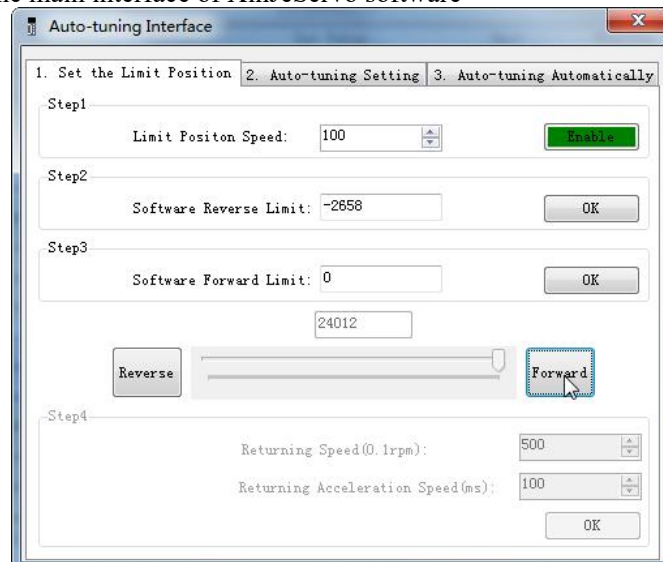 Auto-tuning Interface
1. Set the Limit Position 2. Auto-tuning Setting 3. Auto-tuning Automatically
Step1
Limit Positon Speed: 100 Enable
Step2
Software Reverse Limit: -2658 OK
Step3
Software Forward Limit: 0 OK
24012
Reverse Forward
Step4
Returning Speed(0.1rpm): 500
Returning Acceleration Speed(ms): 100
OK